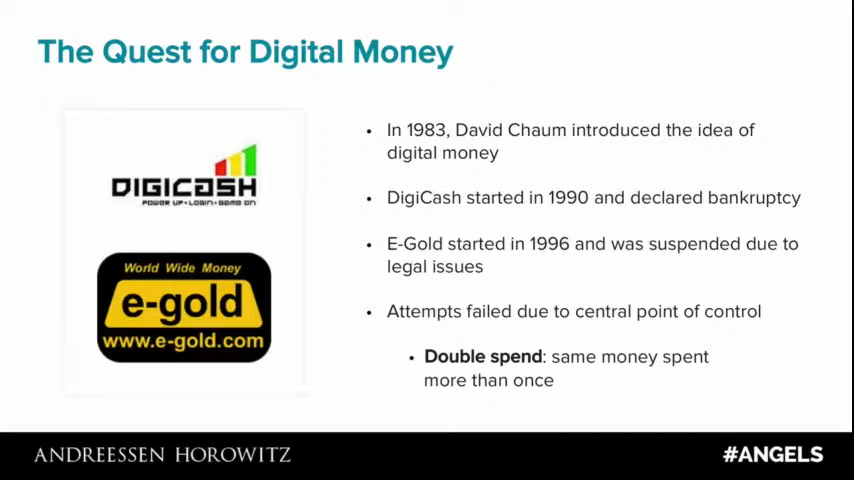 The Quest for Digital Money
DIGICASH
POWER UP • LOGIN • GAME ON
World Wide Money
e-gold
www.e-gold.com
• In 1983, David Chaum introduced the idea of
digital money
• DigiCash started in 1990 and declared bankruptcy
• E-Gold started in 1996 and was suspended due to
legal issues
• Attempts failed due to central point of control
• Double spend: same money spent
more than once
ANDREESSEN HOROWITZ
#ANGELS